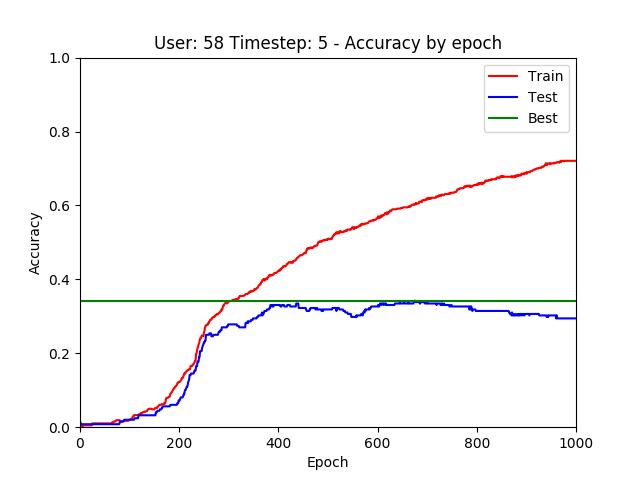 User: 58 Timestep: 5 - Accuracy by epoch
Train
Test
Best
Accuracy
1.0
0.8
0.6
0.4
0.2
0.0
0 200 400 600 800 1000
Epoch